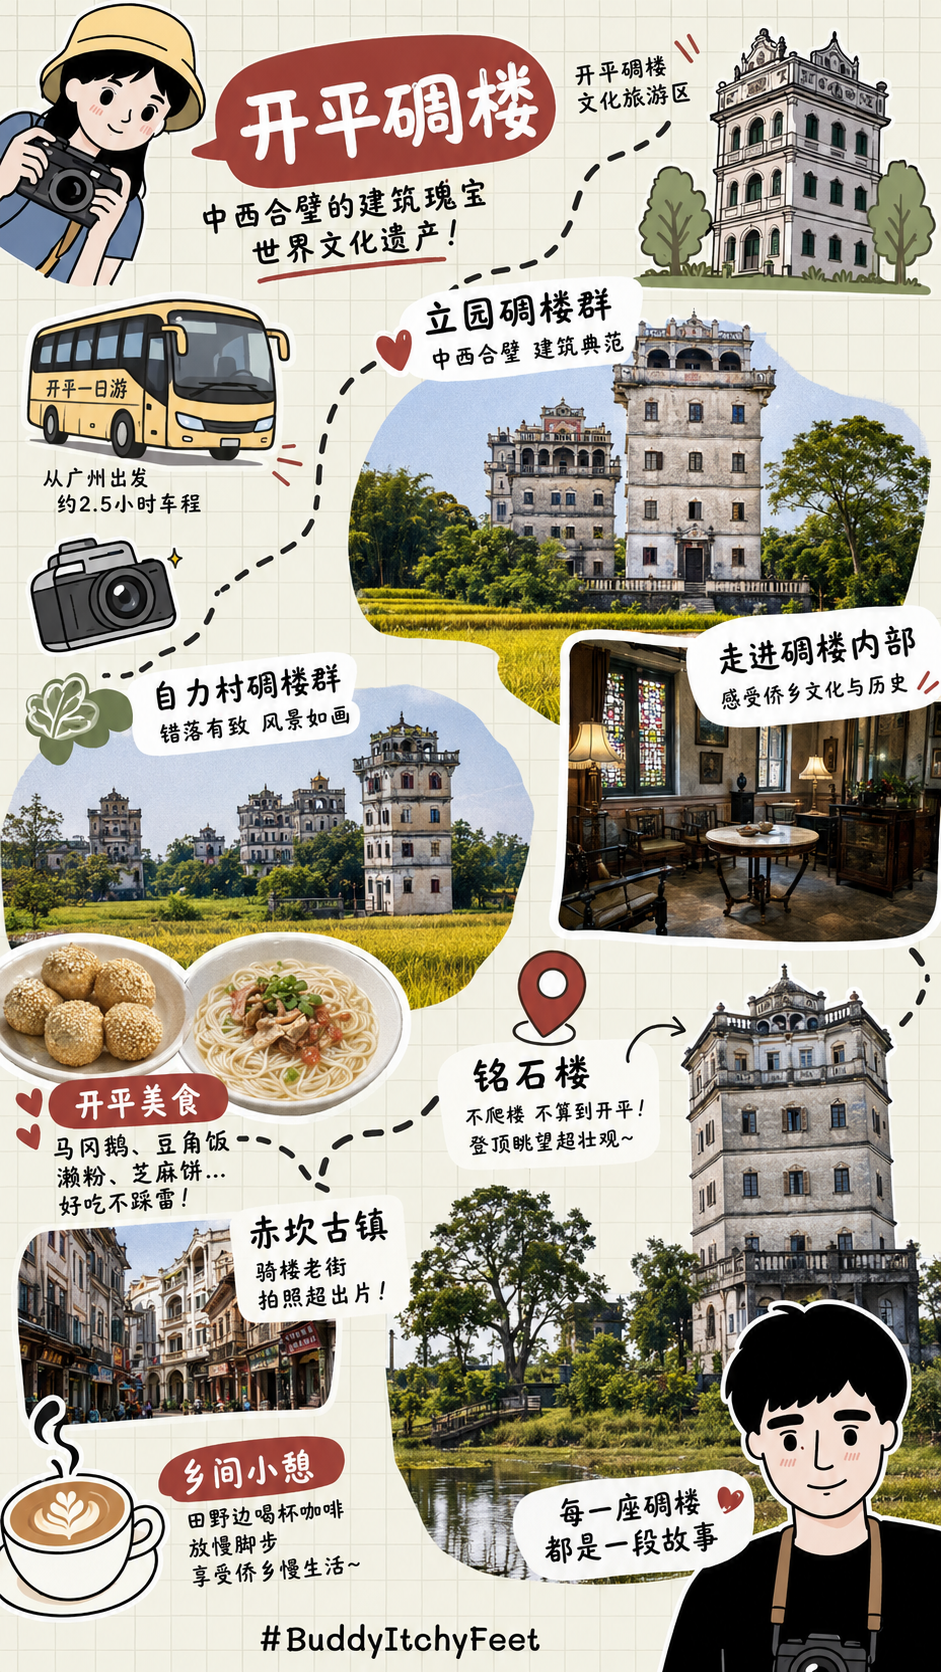 开平碉楼
中西合璧的建筑瑰宝
世界文化遗产!
开平碉楼
文化旅游区
立园碉楼群
中西合璧 建筑典范
开平一日游
从广州出发
约2.5小时车程
走进碉楼内部
感受侨乡文化与历史
自力村碉楼群
错落有致 风景如画
开平美食
马冈鹅、豆角饭
濑粉、芝麻饼...
好吃不踩雷!
铭石楼
不爬楼 不算到开平!
登顶眺望超壮观~
赤坎古镇
骑楼老街
拍照超出片!
乡间小憩
田野边喝杯咖啡
放慢脚步
享受侨乡慢生活~
每一座碉楼
都是一段故事
#BuddyItchyFeet